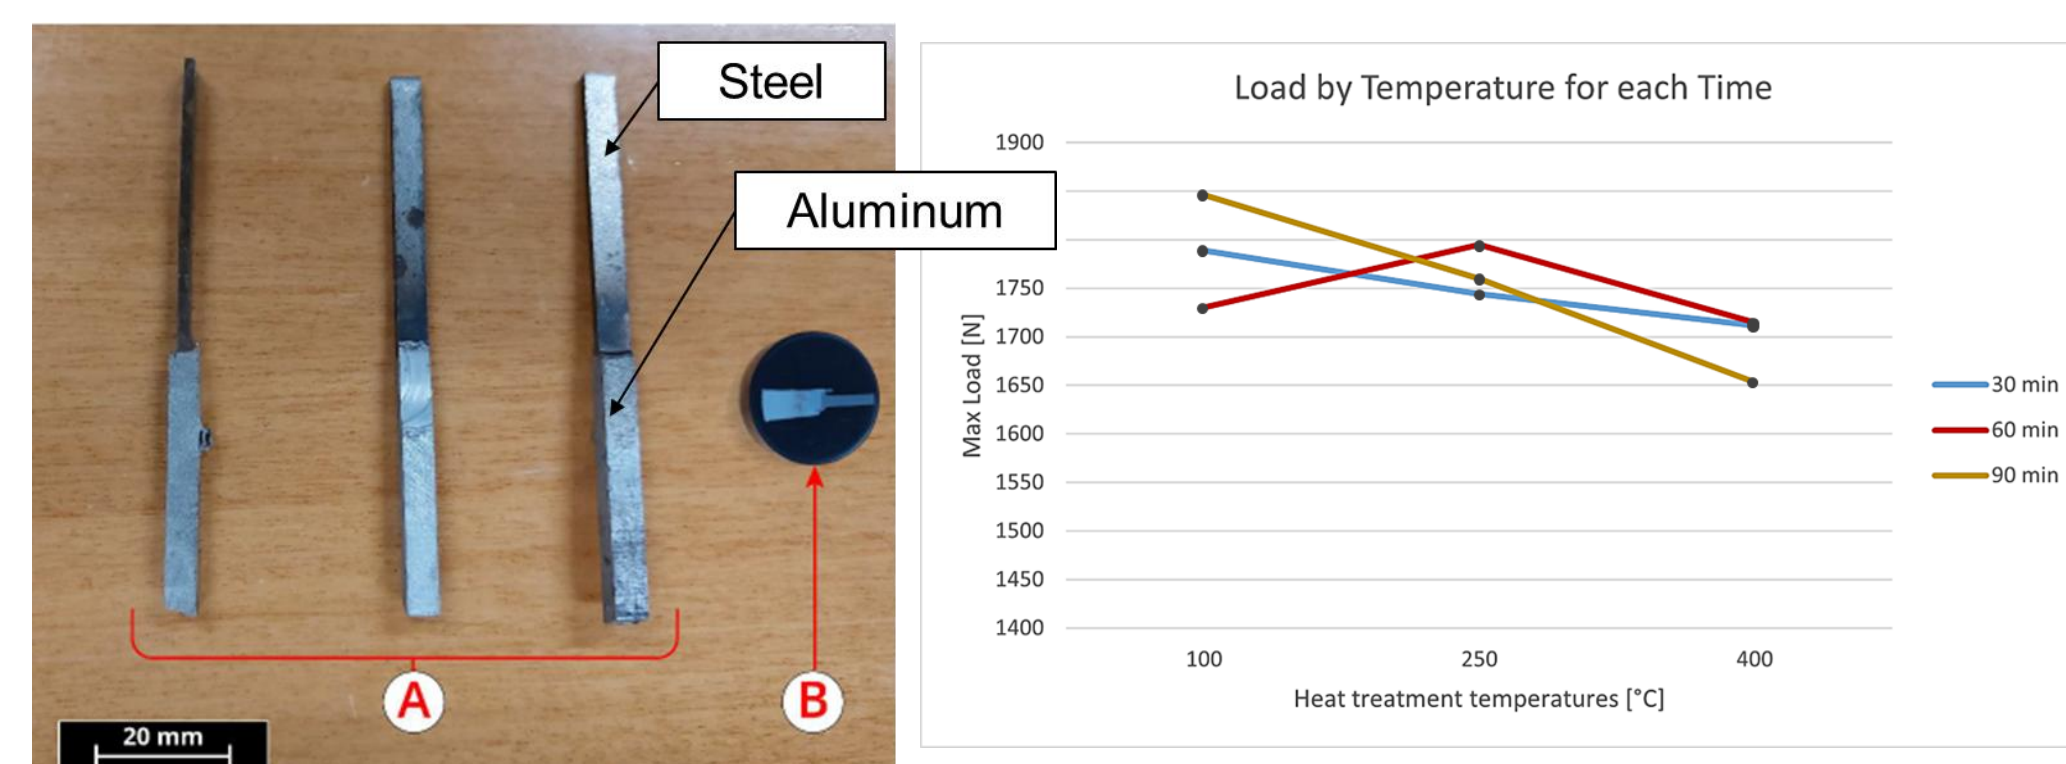 Steel
Aluminum
A
B
20 mm
Load by Temperature for each Time
1900
1750
1700
1650
1600
1550
1500
1450
1400
Max Load [N]
100 250 400
Heat treatment temperatures [°C]
30 min
60 min
90 min